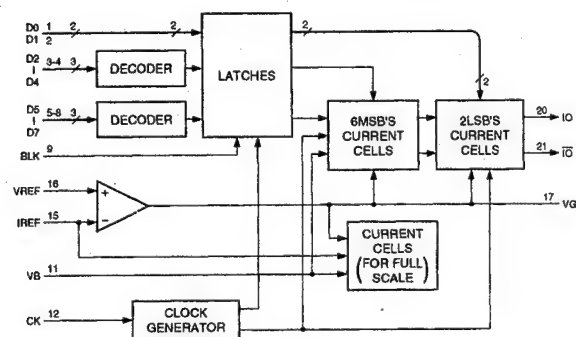 D0 1 2 2 2
D1 2
D2 3-4 3
I
D4
DECODER
LATCHES
2
D5 5-8 3
I
D7
DECODER
6MSB'S
CURRENT
CELLS
2LSB'S
CURRENT
CELLS
20 IO
21 IO
BLK 9
VREF 16
+
IREF 15
−
17 VG
CURRENT
CELLS
(FOR FULL
SCALE)
VB 11
CK 12
CLOCK
GENERATOR